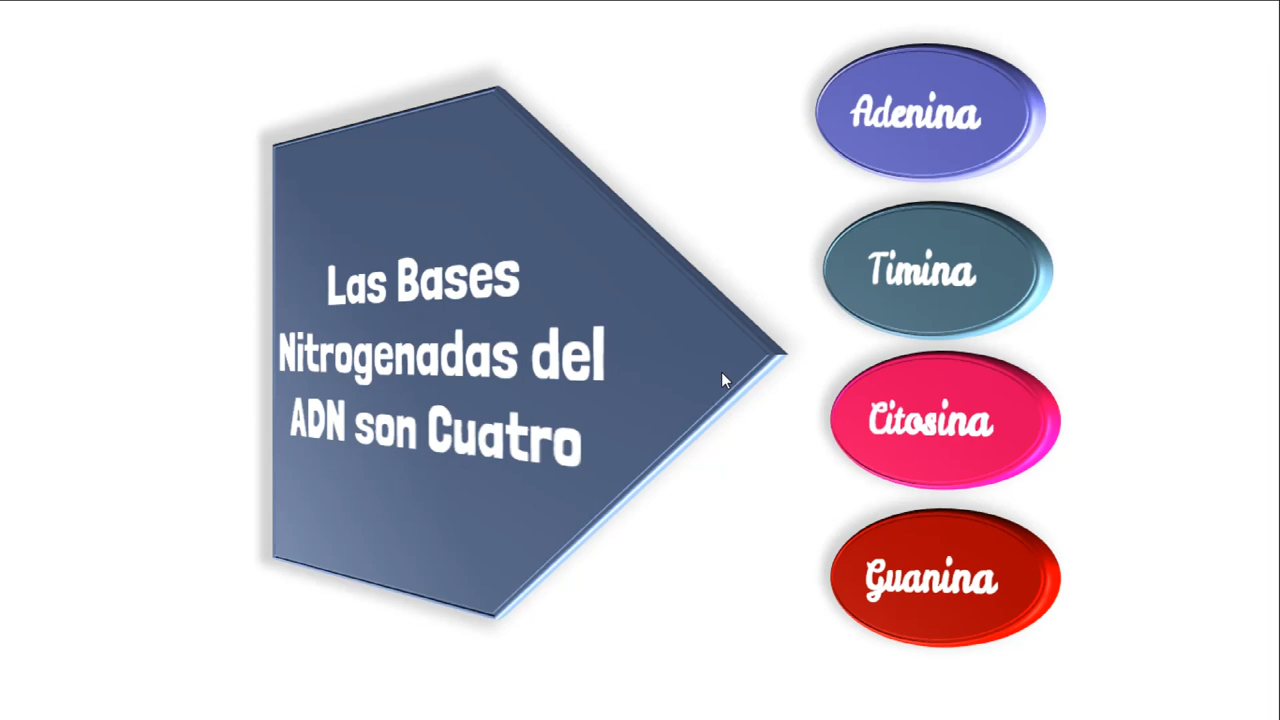 Las Bases
Nitrogenadas del
ADN son Cuatro
Adenina
Timina
Citosina
Guanina